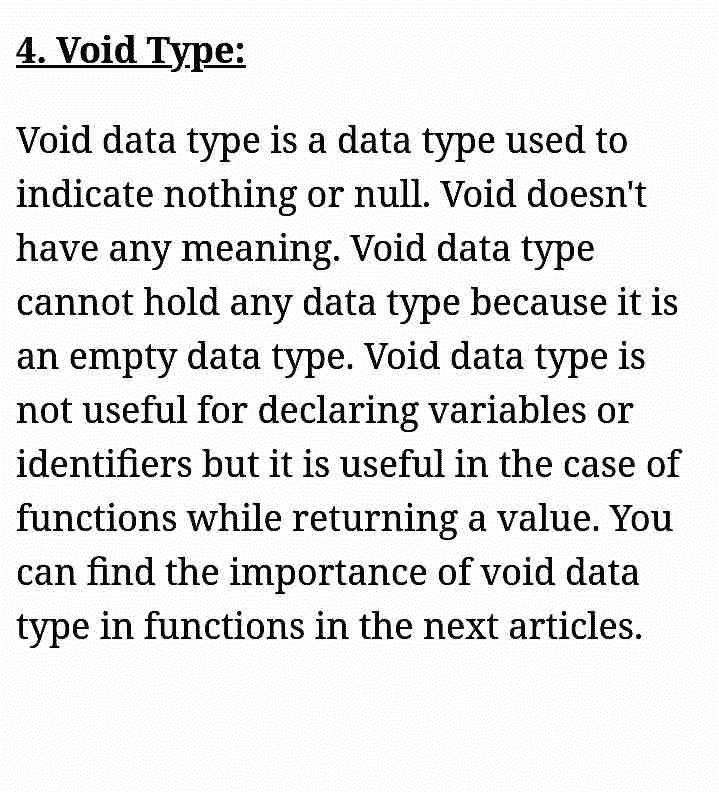 4. Void Type:
Void data type is a data type used to
indicate nothing or null. Void doesn't
have any meaning. Void data type
cannot hold any data type because it is
an empty data type. Void data type is
not useful for declaring variables or
identifiers but it is useful in the case of
functions while returning a value. You
can find the importance of void data
type in functions in the next articles.